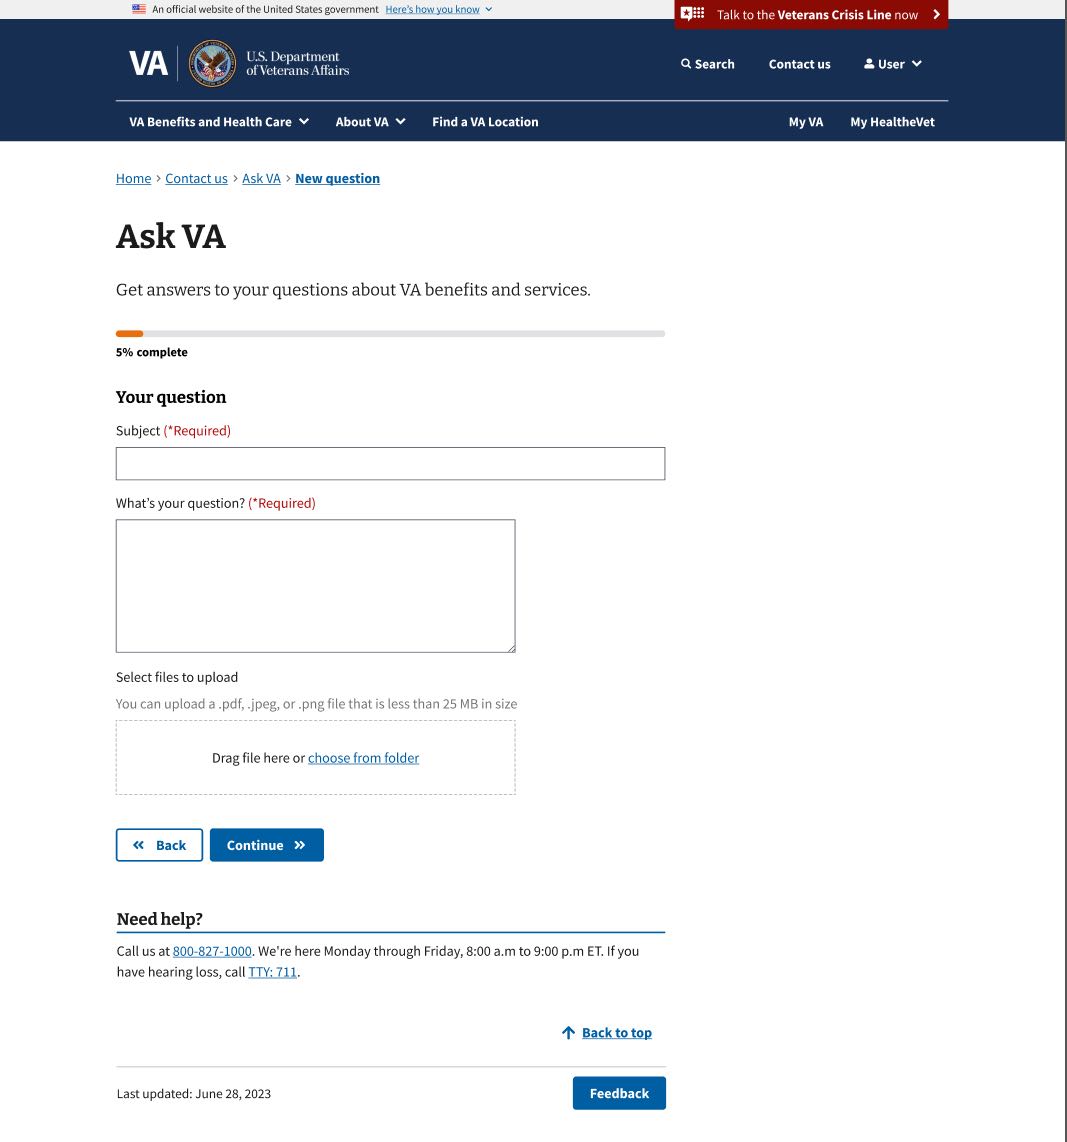 An official website of the United States government Here's how you know
Talk to the Veterans Crisis Line now
VA
U.S. Department
of Veterans Affairs
Search Contact us User
VA Benefits and Health Care About VA Find a VA Location My VA My HealtheVet
Home > Contact us > Ask VA > New question
Ask VA
Get answers to your questions about VA benefits and services.
5% complete
Your question
Subject (*Required)
What's your question? (*Required)
Select files to upload
You can upload a .pdf, .jpeg, or .png file that is less than 25 MB in size
Drag file here or choose from folder
Back Continue
Need help?
Call us at 800-827-1000. We're here Monday through Friday, 8:00 a.m to 9:00 p.m ET. If you
have hearing loss, call TTY: 711.
Back to top
Last updated: June 28, 2023
Feedback